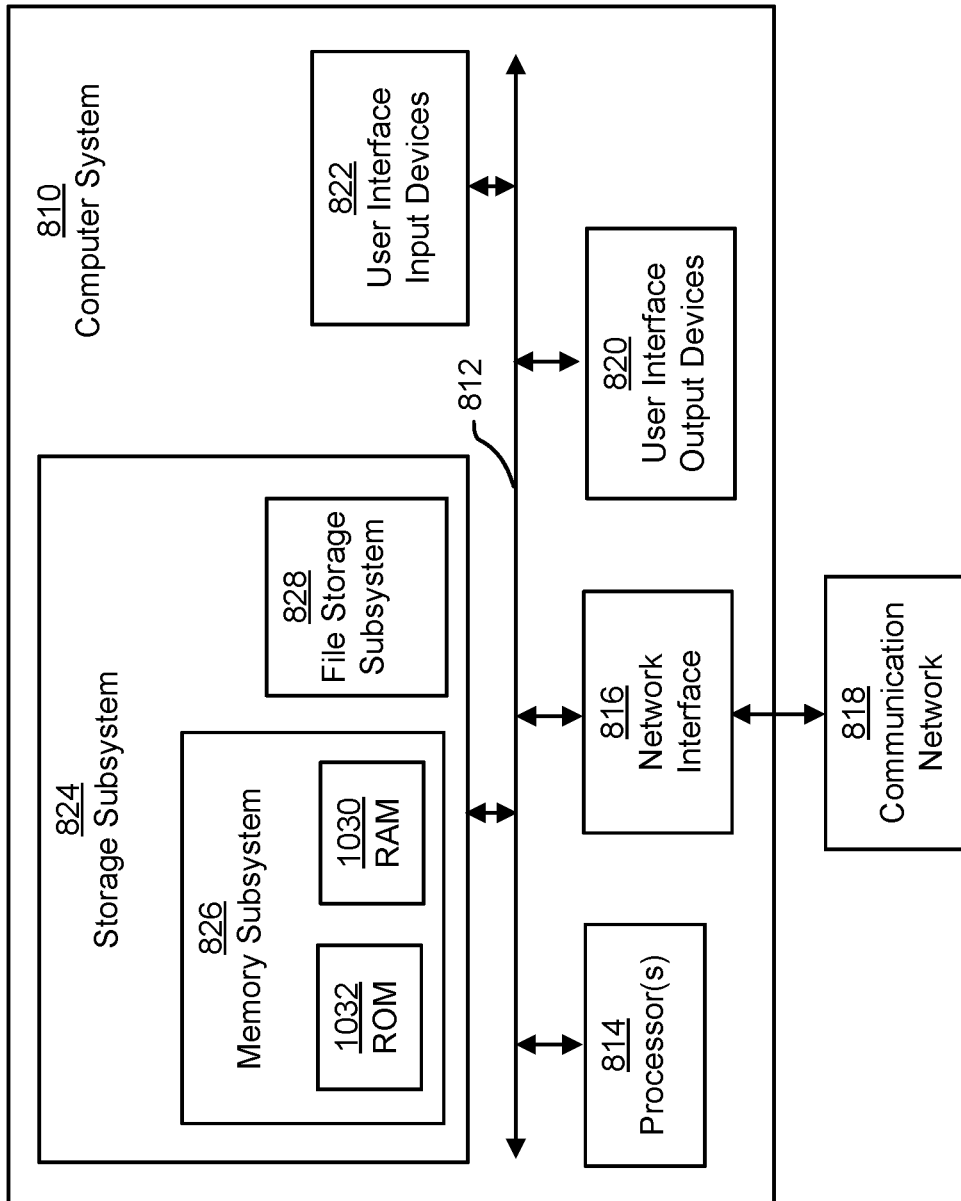 810
Computer System
824
Storage Subsystem
826
Memory Subsystem
1032
ROM
1030
RAM
828
File Storage
Subsystem
822
User Interface
Input Devices
812
814
Processor(s)
816
Network
Interface
820
User Interface
Output Devices
818
Communication
Network